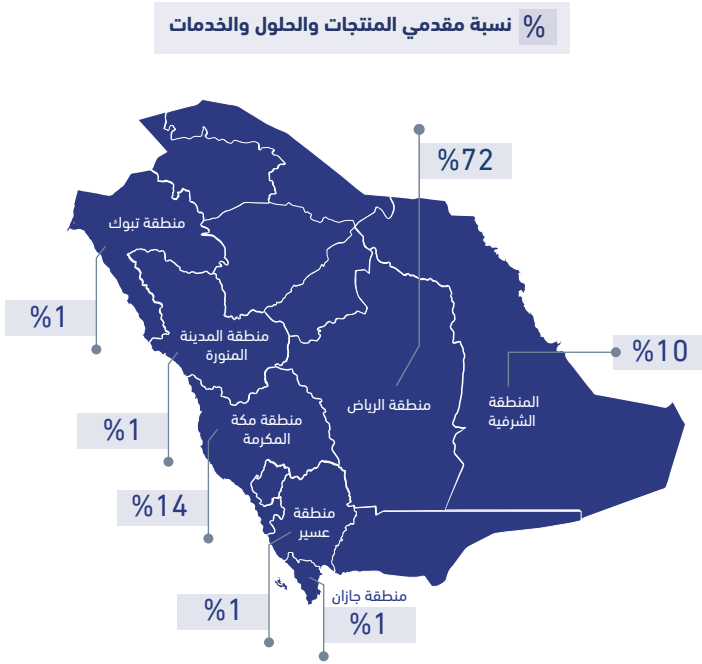 % نسبة مقدمي المنتجات والحلول والخدمات
%72
منطقة تبوك
%1
منطقة المدينة
المنورة
%10
منطقة الرياض
المنطقة
الشرفية
منطقة مكة
المكرمة
%1
%14
منطقة
عسير
منطقة جازان
%1
%1